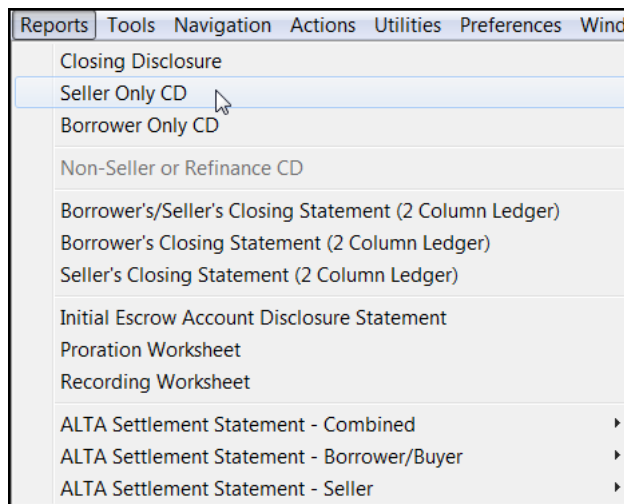 Reports Tools Navigation Actions Utilities Preferences Wind
Closing Disclosure
Seller Only CD
Borrower Only CD
Non-Seller or Refinance CD
Borrower's/Seller's Closing Statement (2 Column Ledger)
Borrower's Closing Statement (2 Column Ledger)
Seller's Closing Statement (2 Column Ledger)
Initial Escrow Account Disclosure Statement
Proration Worksheet
Recording Worksheet
ALTA Settlement Statement - Combined
ALTA Settlement Statement - Borrower/Buyer
ALTA Settlement Statement - Seller